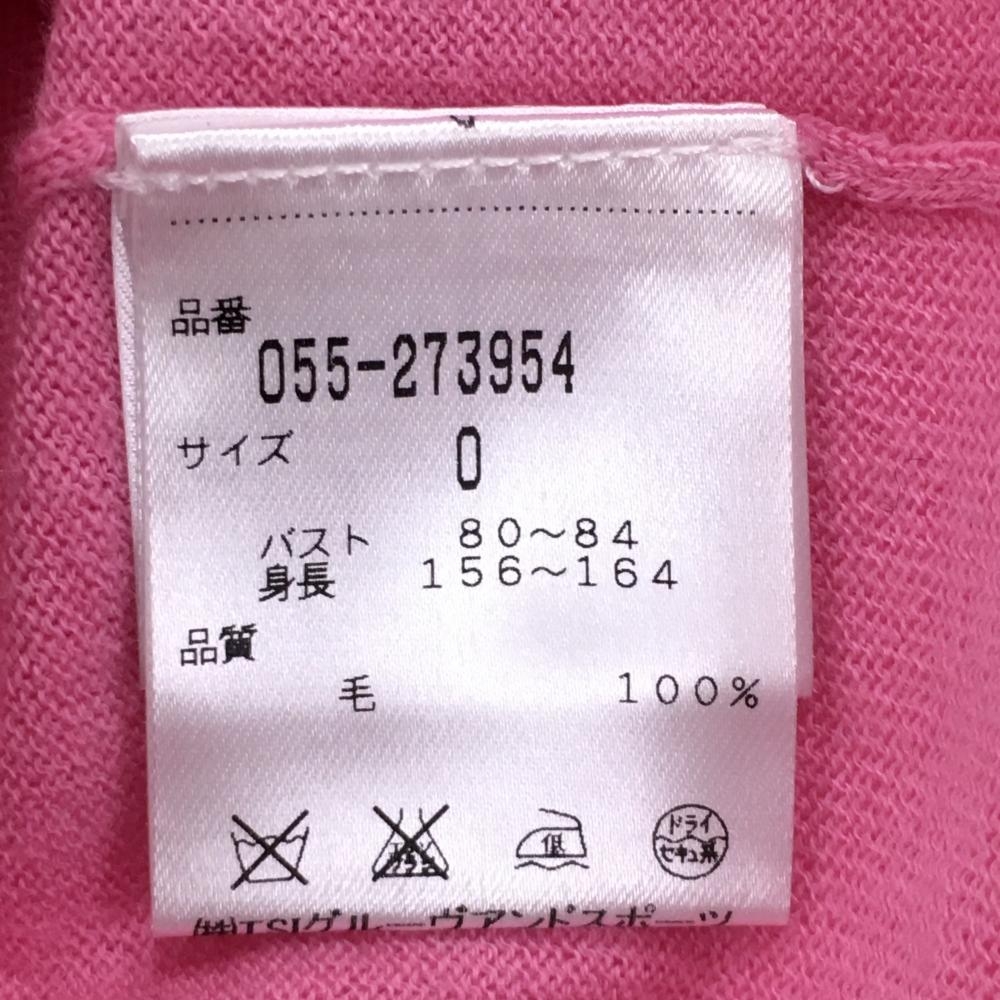 品番
055-273954
サイズ 0
バスト 80～84
身長 156～164
品質
毛 100%
低
ドライ
セキユ系
㈱TSIグルーヴアンドスポーツ